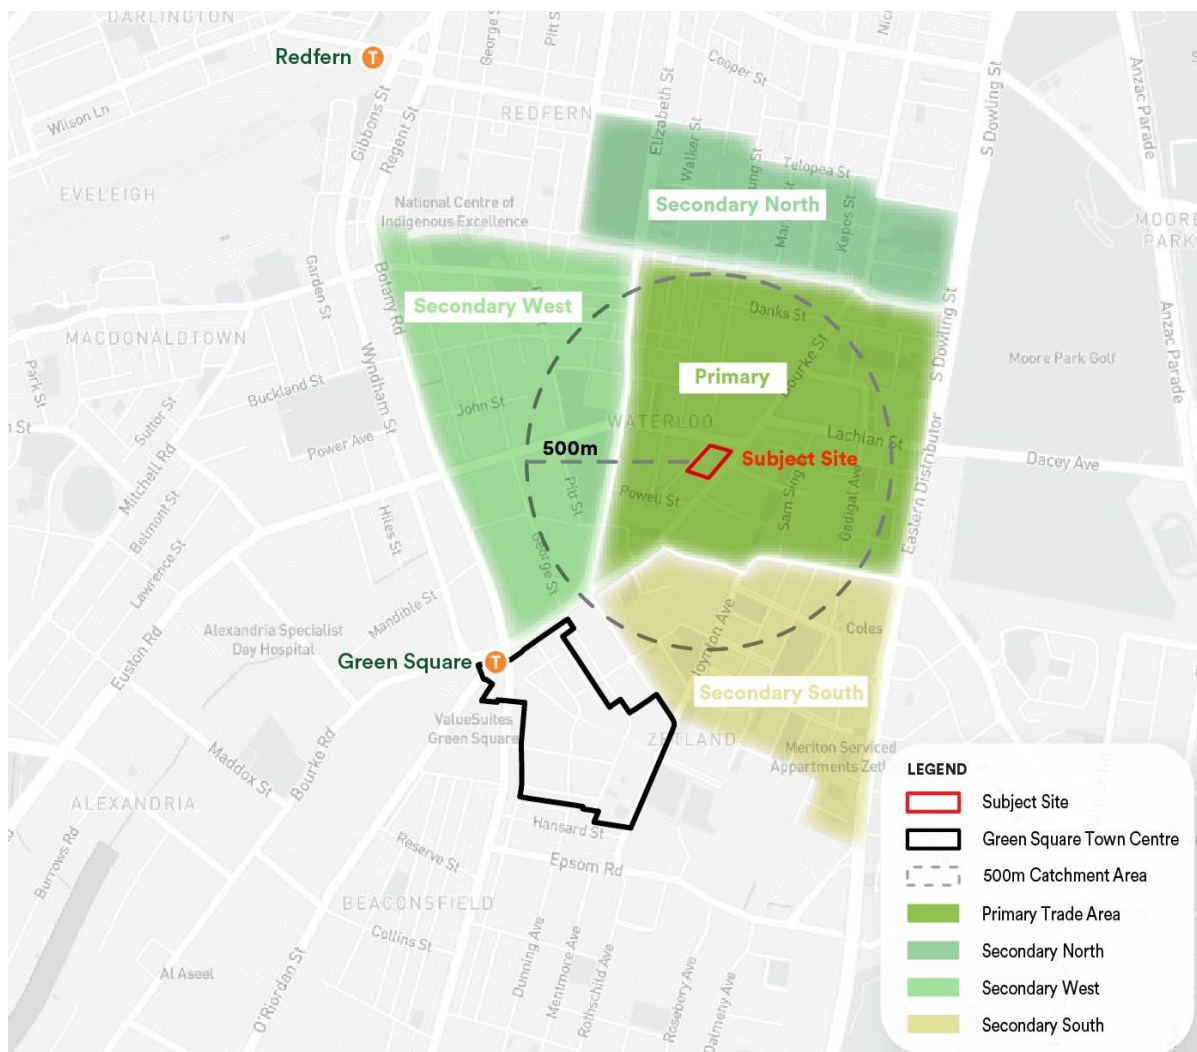 DARLINGTON
George S
Pitt S
Redfern
T
Cooper St
S Dowling St
Anzac Parade
Wilson Ln
Gibbons St
Regent St
REDFERN
Elizabeth St
Walker St
Telopea St
EVELEIGH
National Centre of
Indigenous Excellence
Secondary North
Kepos St
MOORE
PARK
Garden St
Botany Rd
Secondary West
Danks St
S Dowling St
Anzac Parade
MACDONALDTOWN
Bourke St
Moore Park Golf
Park St
Wyndham St
Buckland St
Primary
Suttor St
John St
WATERLOO
n St
Power Ave
Lachlan St
500m
Subject Site
Dacey Ave
Mitchell Rd
Pitt St
Powell St
Sam Sing
Gadigal Ave
Eastern Distributor
Belmont St
Hiles St
George St
Lawrence St
Mandible St
Joynton Ave
Coles
Alexandria Specialist
Day Hospital
Euston Rd
Green Square
T
Secondary South
ValueSuites
Green Square
ZETLAND
Meriton Serviced
Appartments Zetl
Maddox St
Bourke Rd
ALEXANDRIA
Hansard St
Burrows Rd
Reserve St
Epsom Rd
BEACONSFIELD
Collins St
Al Aseel
O'Riordan St
Dunning Ave
Mentmore Ave
Rothschild Ave
Rosebery Ave
Dalmeny Ave
LEGEND
Subject Site
Green Square Town Centre
500m Catchment Area
Primary Trade Area
Secondary North
Secondary West
Secondary South